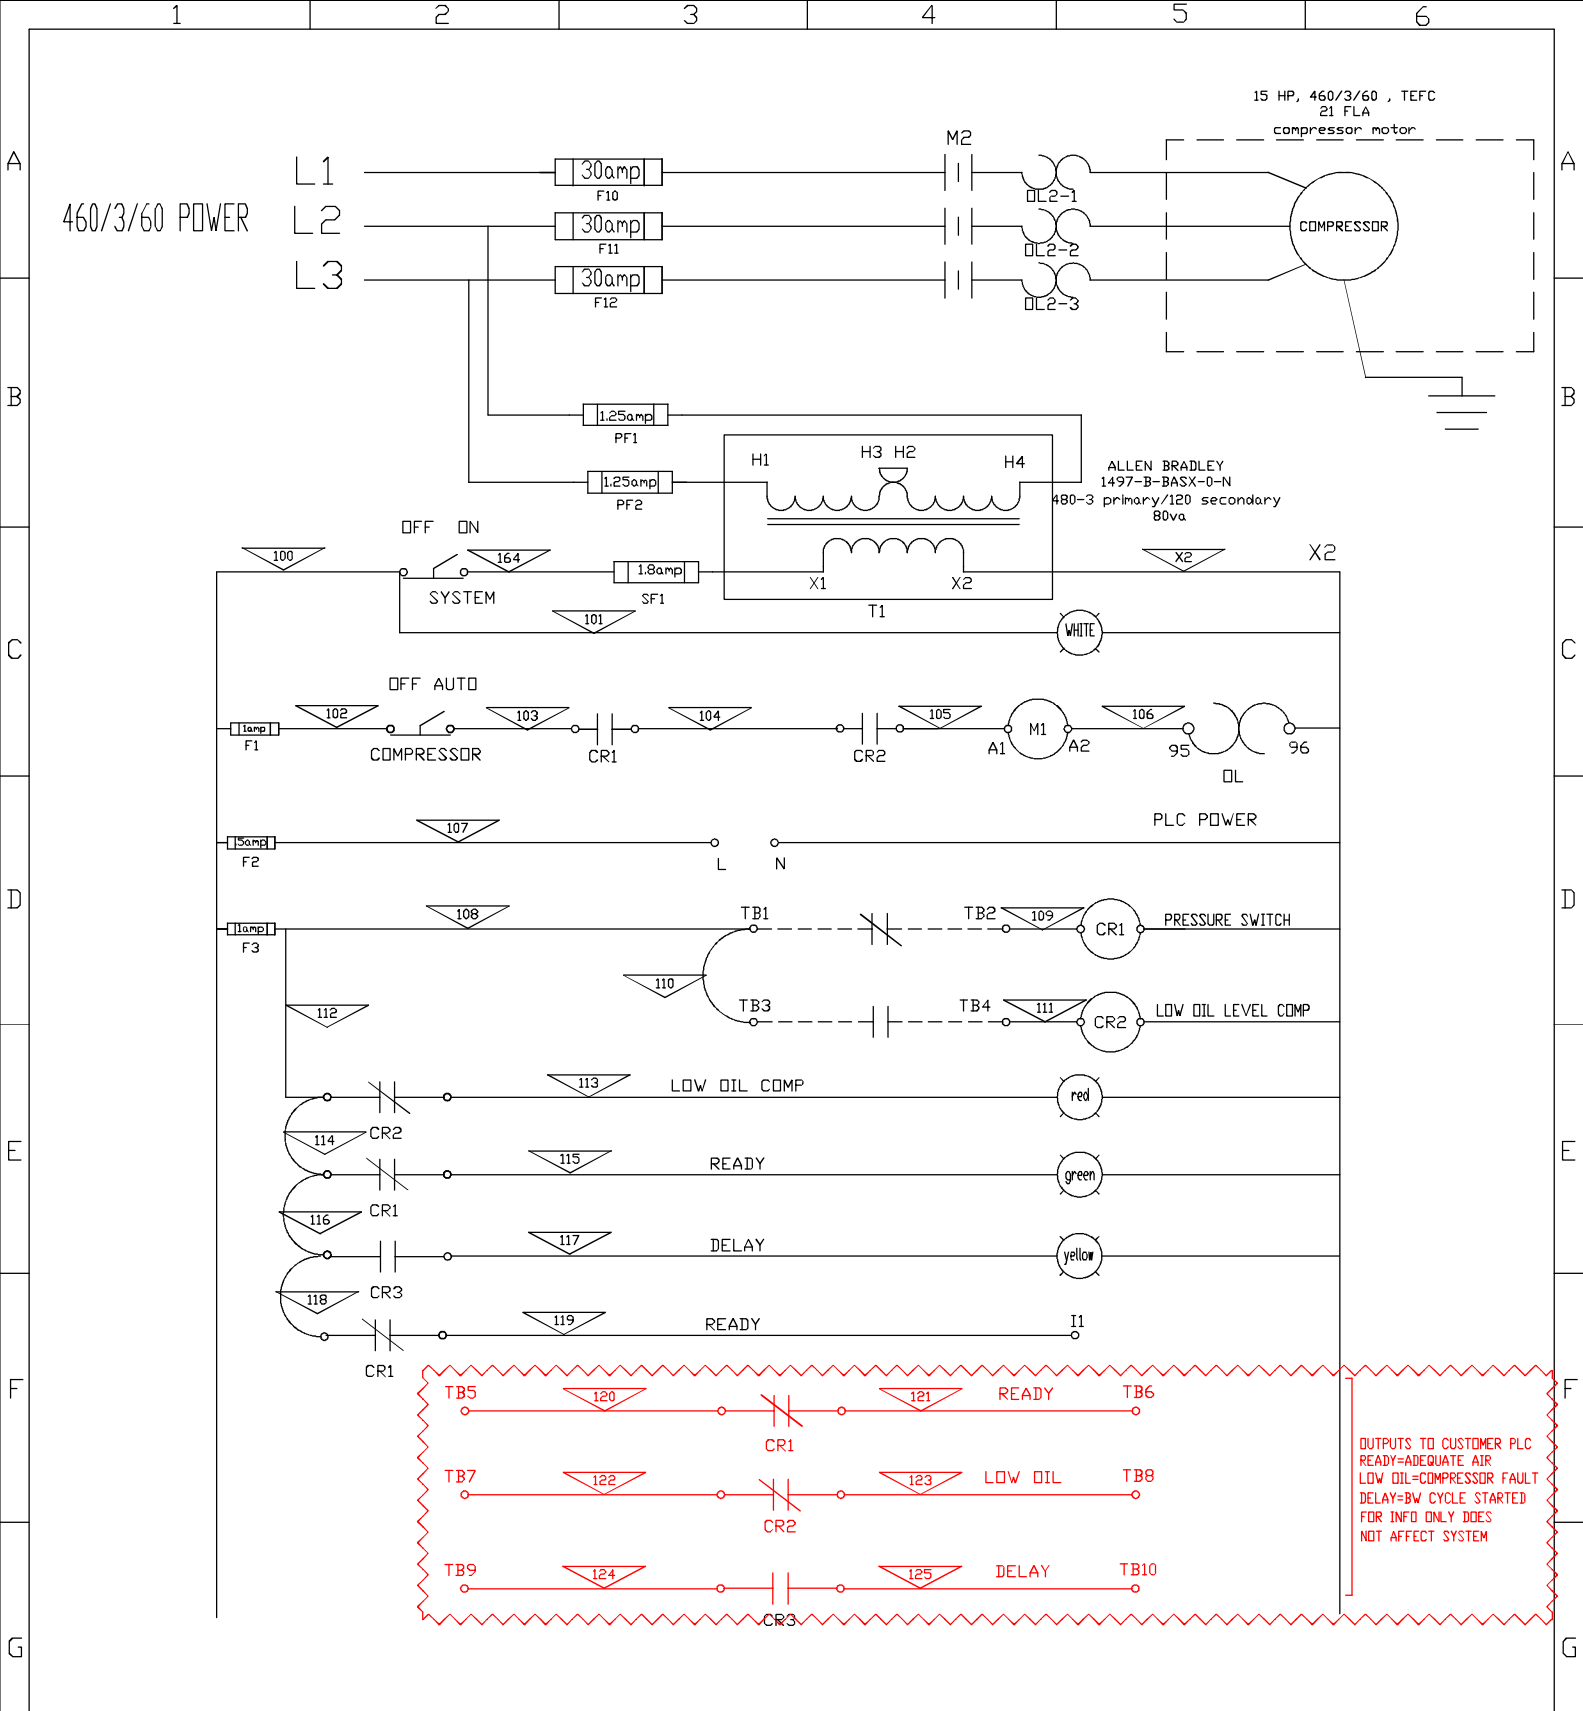 1 2 3 4 5 6
15 HP, 460/3/60 , TEFC
21 FLA
compressor motor
A A
M2
L1 30amp
F10 OL2-1
460/3/60 POWER L2 30amp COMPRESSOR
F11 OL2-2
L3 30amp
F12 OL2-3
B B
1.25amp
PF1
H1 H3 H2 H4
ALLEN BRADLEY
1497-B-BASX-0-N
1.25amp
480-3 primary/120 secondary
PF2
80va
OFF ON
100 164 X2 X2
1.8amp
X1 X2
SYSTEM SF1
T1
101
WHITE
C C
OFF AUTO
102 103 104 105 106
1amp M1
F1 COMPRESSOR CR1 CR2 A1 A2 95 96
OL
PLC POWER
107
5amp
F2 L N
D D
108 TB1 TB2 109 PRESSURE SWITCH
1amp CR1
F3
110
112 TB3 TB4 111 LOW OIL LEVEL COMP
CR2
113 LOW OIL COMP red
CR2
114
E E
115 READY green
CR1
116
117 DELAY yellow
CR3
118
119 READY I1
CR1
F F
TB5 120 121 READY TB6
CR1
OUTPUTS TO CUSTOMER PLC
READY=ADEQUATE AIR
LOW OIL=COMPRESSOR FAULT
DELAY=BW CYCLE STARTED
FOR INFO ONLY DOES
NOT AFFECT SYSTEM
TB7 122 123 LOW OIL TB8
CR2
TB9 124 125 DELAY TB10
CR3
G G